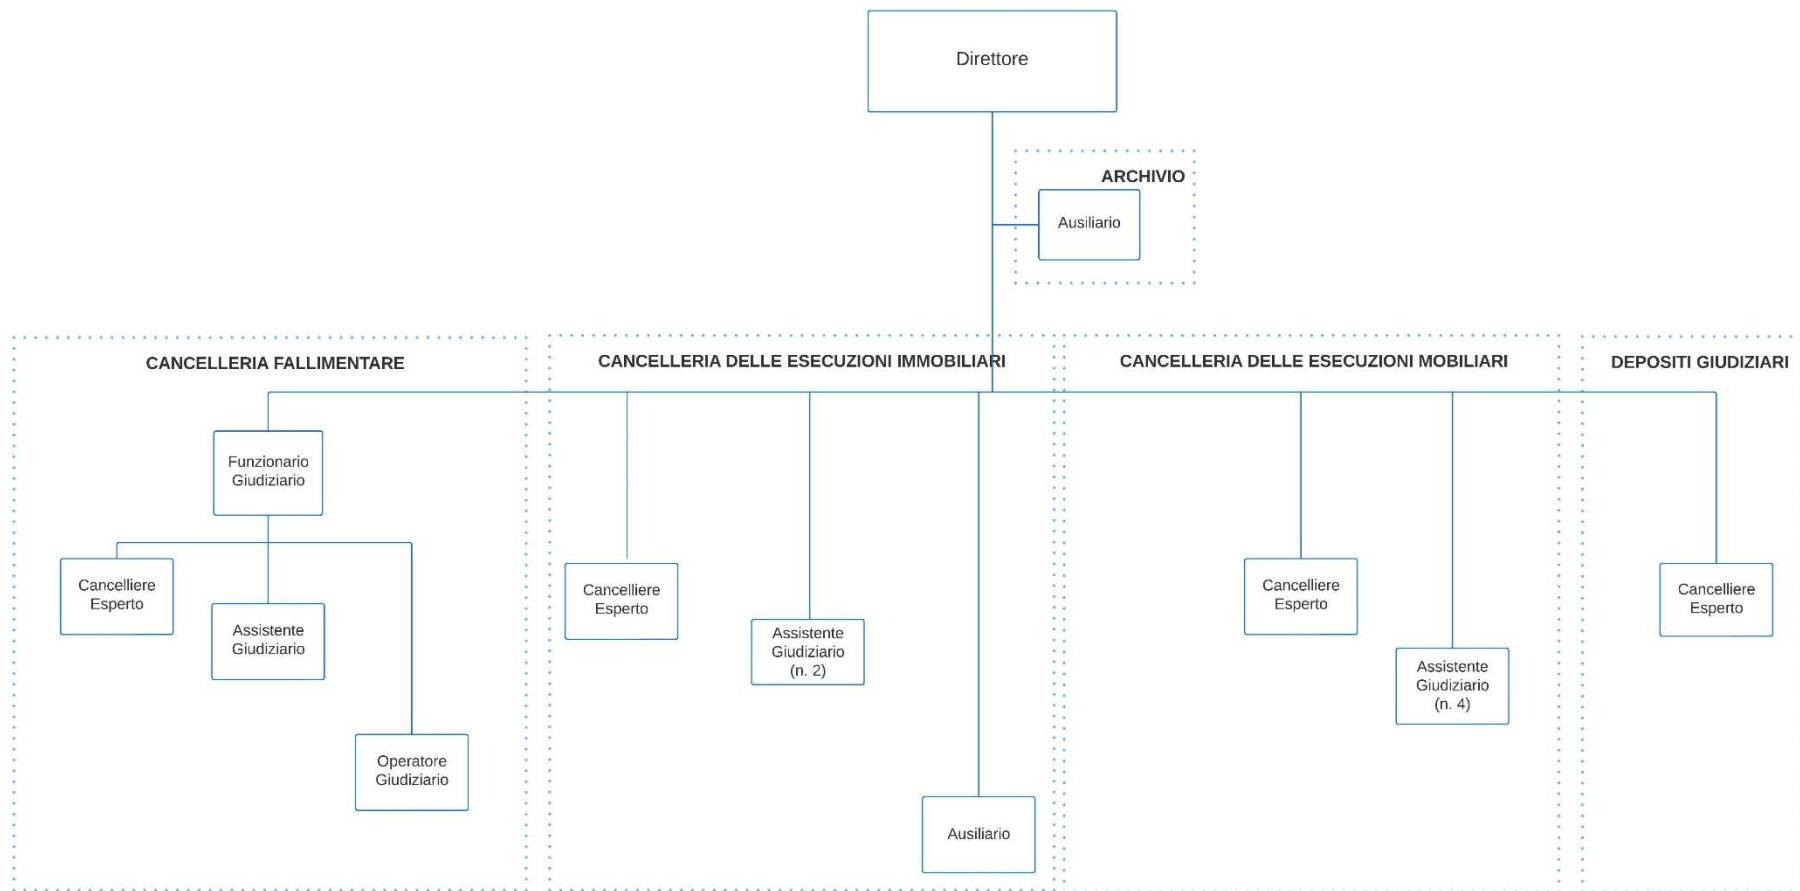 Direttore
ARCHIVIO
Ausiliario
CANCELLERIA FALLIMENTARE
Funzionario
Giudiziario
Cancelliere
Esperto
Assistente
Giudiziario
Operatore
Giudiziario
CANCELLERIA DELLE ESECUZIONI IMMOBILIARI
Cancelliere
Esperto
Assistente
Giudiziario
(n. 2)
Ausiliario
CANCELLERIA DELLE ESECUZIONI MOBILIARI
Cancelliere
Esperto
Assistente
Giudiziario
(n. 4)
DEPOSITI GIUDIZIARI
Cancelliere
Esperto